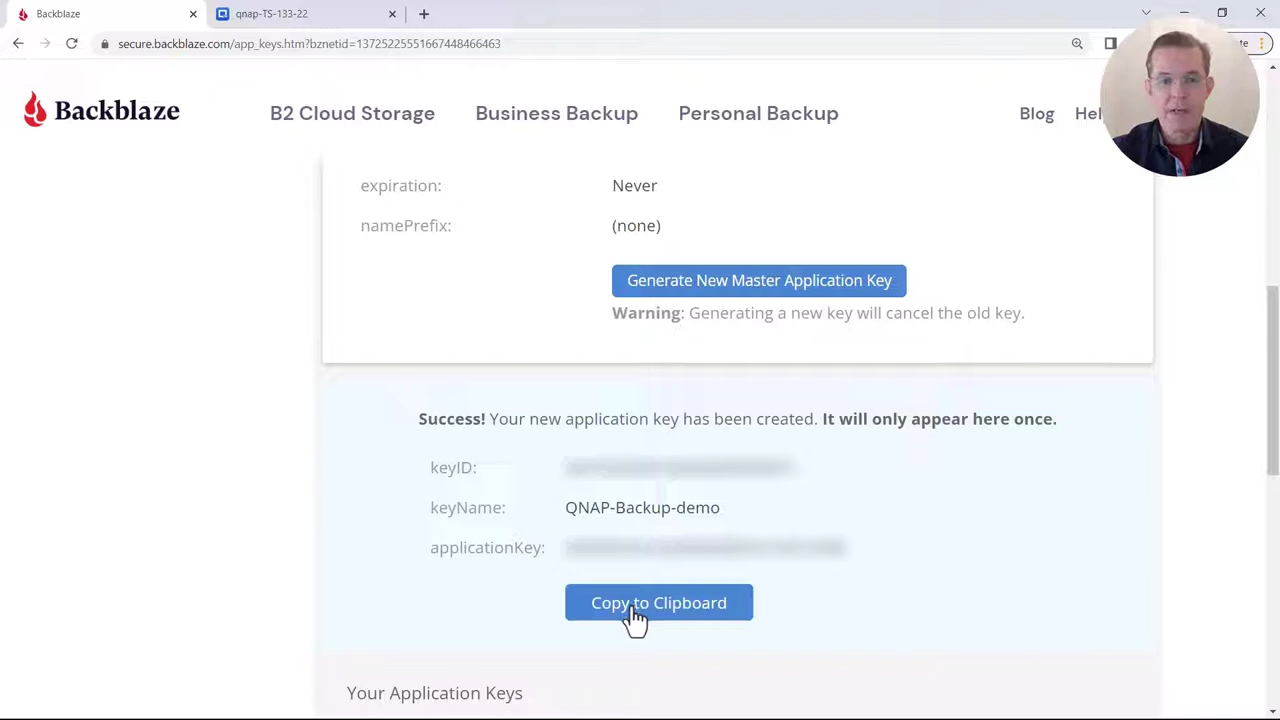 Backblaze
qnap-TS-133-22
secure.backblaze.com/app_keys.htm?bznetid=13725225551667448466463
Backblaze
B2 Cloud Storage
Business Backup
Personal Backup
Blog
Hel
expiration:
Never
namePrefix:
(none)
Generate New Master Application Key
Warning: Generating a new key will cancel the old key.
Success! Your new application key has been created. It will only appear here once.
keyID:
keyName:
QNAP-Backup-demo
applicationKey:
Copy to Clipboard
Your Application Keys